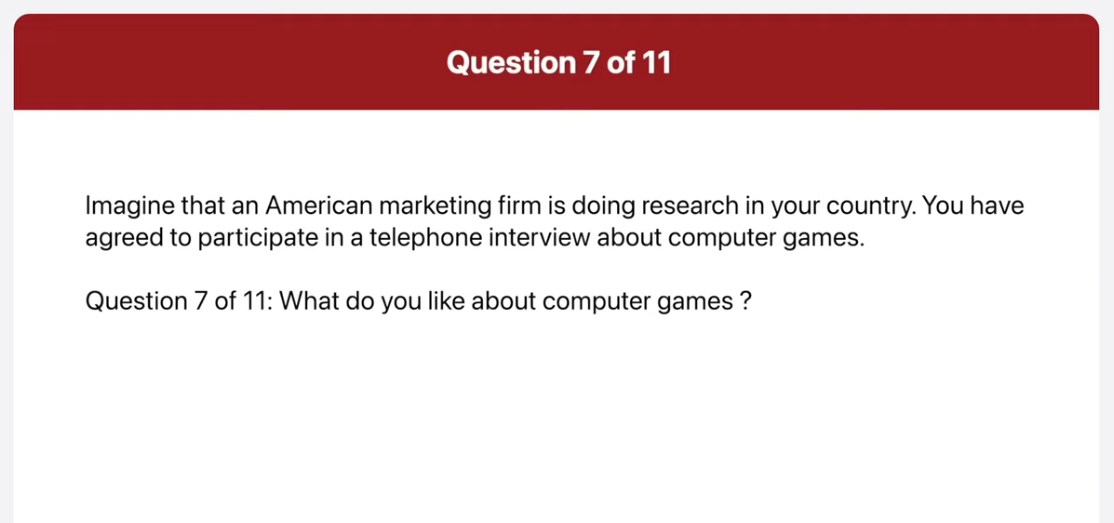 Question 7 of 11
Imagine that an American marketing firm is doing research in your country. You have
agreed to participate in a telephone interview about computer games.
Question 7 of 11: What do you like about computer games ?